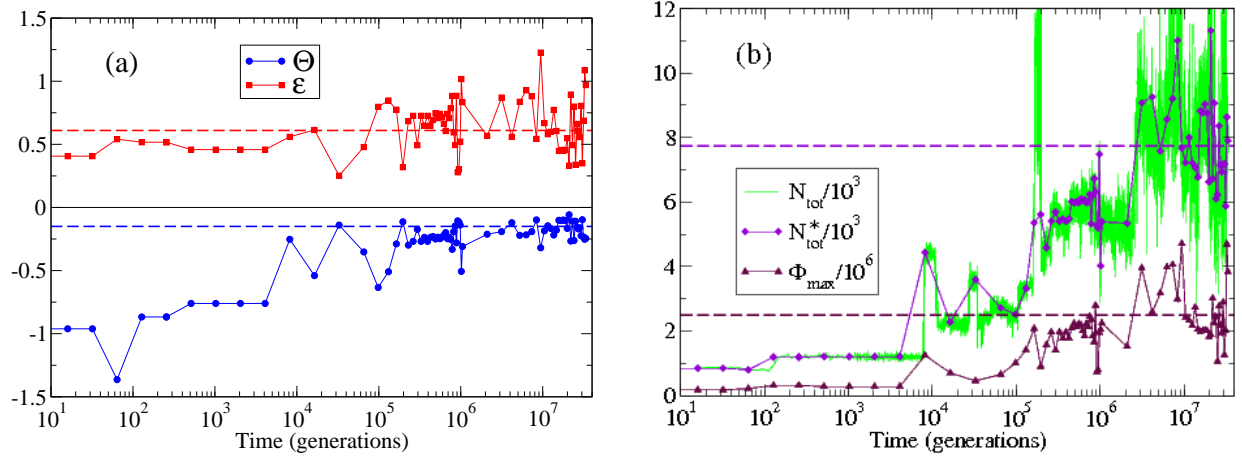 (a)
Θ
ε
1.5
1
0.5
0
-0.5
-1
-1.5
10^1 10^2 10^3 10^4 10^5 10^6 10^7
Time (generations)
(b)
N_tot/10^3
N*_tot/10^3
Φ_max/10^6
12
10
8
6
4
2
0
10^1 10^2 10^3 10^4 10^5 10^6 10^7
Time (generations)